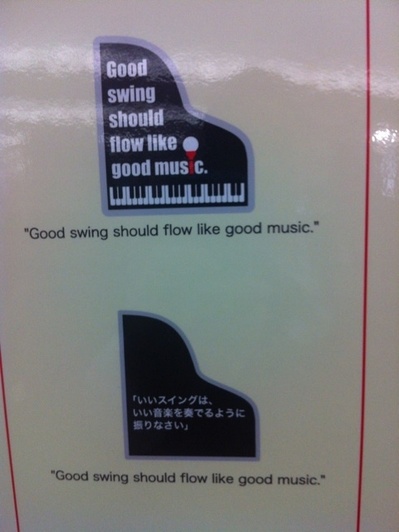 Good
swing
should
flow like
good music.
"Good swing should flow like good music."
「いいスイングは、
いい音楽を奏でるように
振りなさい」
"Good swing should flow like good music."